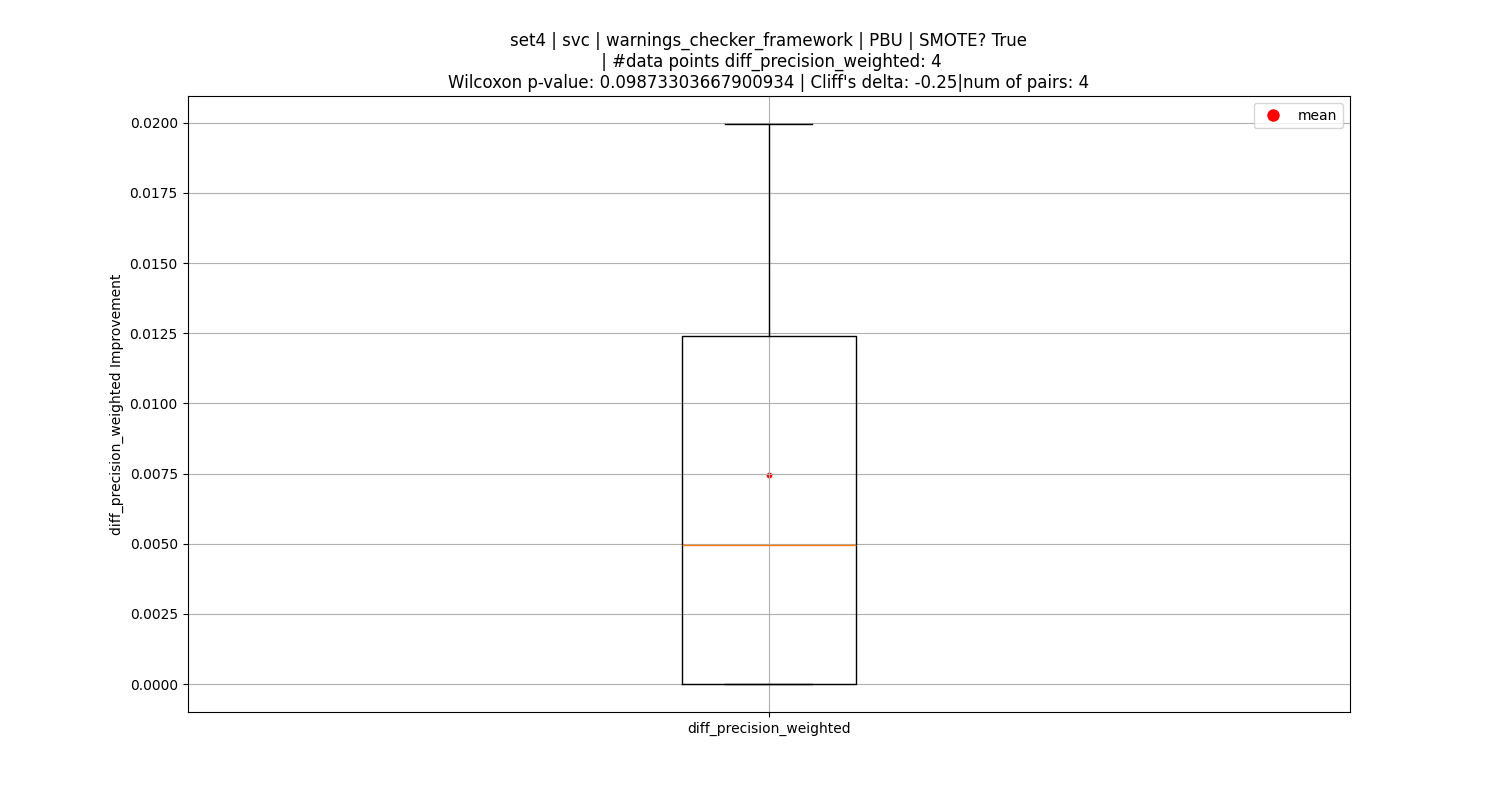 set4 | svc | warnings_checker_framework | PBU | SMOTE? True
| #data points diff_precision_weighted: 4
Wilcoxon p-value: 0.09873303667900934 | Cliff's delta: -0.25|num of pairs: 4
mean
0.0200
0.0175
0.0150
0.0125
0.0100
0.0075
0.0050
0.0025
0.0000
diff_precision_weighted Improvement
diff_precision_weighted